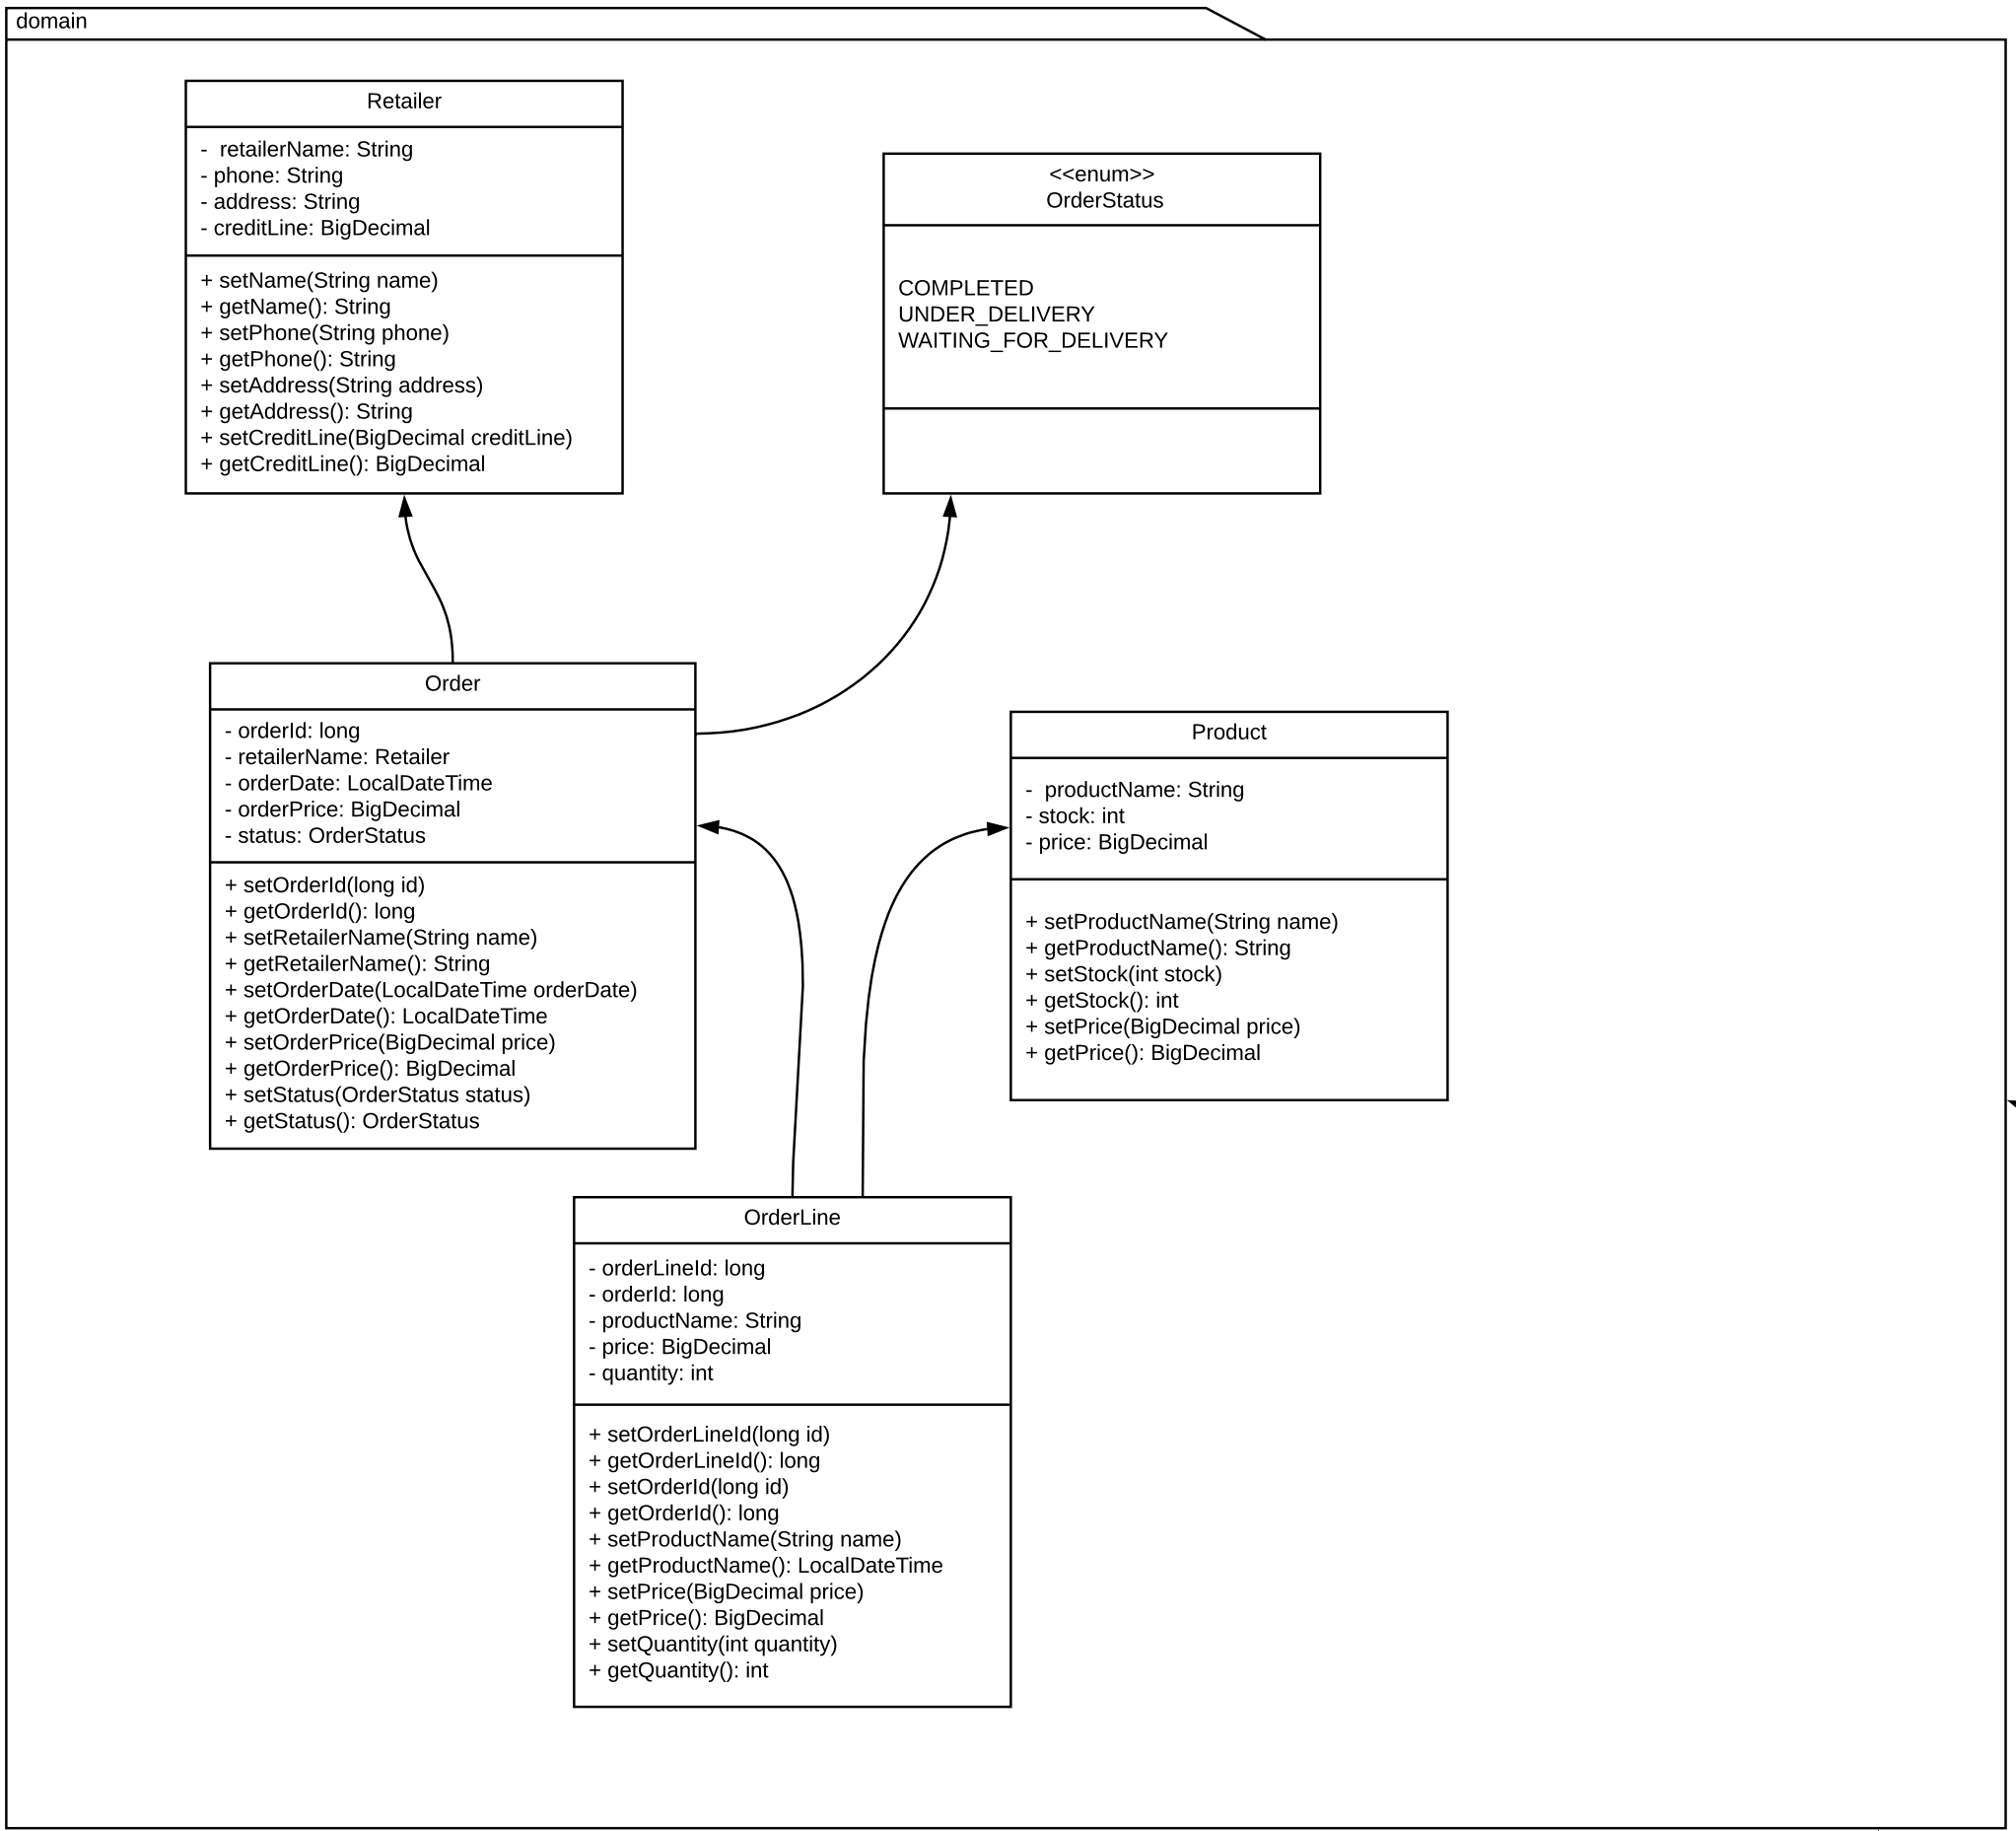 domain
Retailer
-  retailerName: String
- phone: String
- address: String
- creditLine: BigDecimal
+ setName(String name)
+ getName(): String
+ setPhone(String phone)
+ getPhone(): String
+ setAddress(String address)
+ getAddress(): String
+ setCreditLine(BigDecimal creditLine)
+ getCreditLine(): BigDecimal
<<enum>>
OrderStatus
COMPLETED
UNDER_DELIVERY
WAITING_FOR_DELIVERY
Order
- orderId: long
- retailerName: Retailer
- orderDate: LocalDateTime
- orderPrice: BigDecimal
- status: OrderStatus
+ setOrderId(long id)
+ getOrderId(): long
+ setRetailerName(String name)
+ getRetailerName(): String
+ setOrderDate(LocalDateTime orderDate)
+ getOrderDate(): LocalDateTime
+ setOrderPrice(BigDecimal price)
+ getOrderPrice(): BigDecimal
+ setStatus(OrderStatus status)
+ getStatus(): OrderStatus
Product
-  productName: String
- stock: int
- price: BigDecimal
+ setProductName(String name)
+ getProductName(): String
+ setStock(int stock)
+ getStock(): int
+ setPrice(BigDecimal price)
+ getPrice(): BigDecimal
OrderLine
- orderLineId: long
- orderId: long
- productName: String
- price: BigDecimal
- quantity: int
+ setOrderLineId(long id)
+ getOrderLineId(): long
+ setOrderId(long id)
+ getOrderId(): long
+ setProductName(String name)
+ getProductName(): LocalDateTime
+ setPrice(BigDecimal price)
+ getPrice(): BigDecimal
+ setQuantity(int quantity)
+ getQuantity(): int